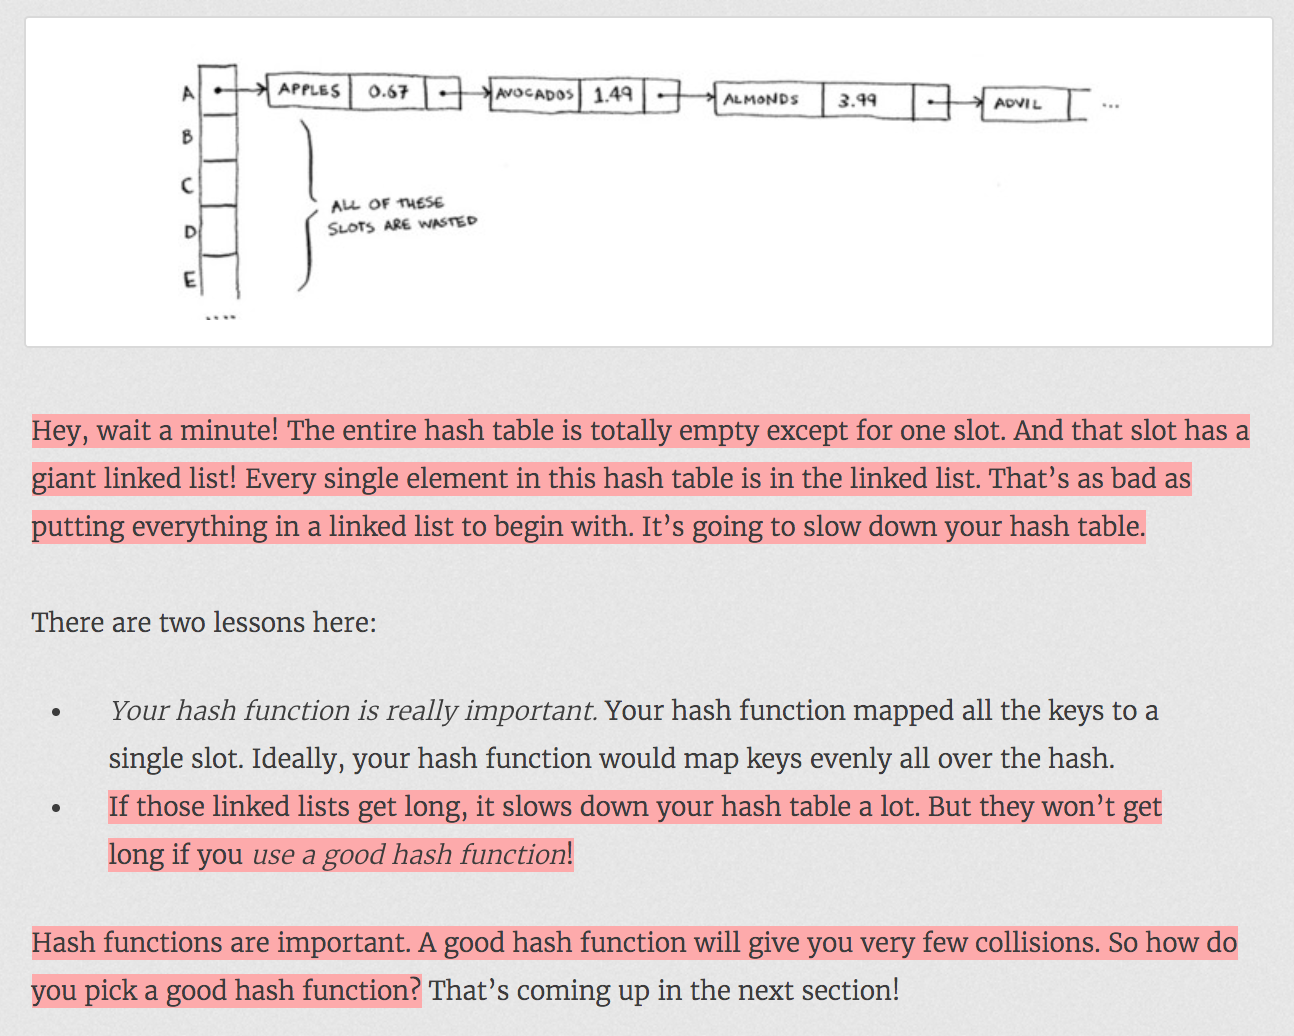 A APPLES 0.67 AVOCADOS 1.49 ALMONDS 3.99 ADVIL ...
B
C
ALL OF THESE
D SLOTS ARE WASTED
E
....
Hey, wait a minute! The entire hash table is totally empty except for one slot. And that slot has a
giant linked list! Every single element in this hash table is in the linked list. That’s as bad as
putting everything in a linked list to begin with. It’s going to slow down your hash table.
There are two lessons here:
• Your hash function is really important. Your hash function mapped all the keys to a
single slot. Ideally, your hash function would map keys evenly all over the hash.
• If those linked lists get long, it slows down your hash table a lot. But they won’t get
long if you use a good hash function!
Hash functions are important. A good hash function will give you very few collisions. So how do
you pick a good hash function? That’s coming up in the next section!